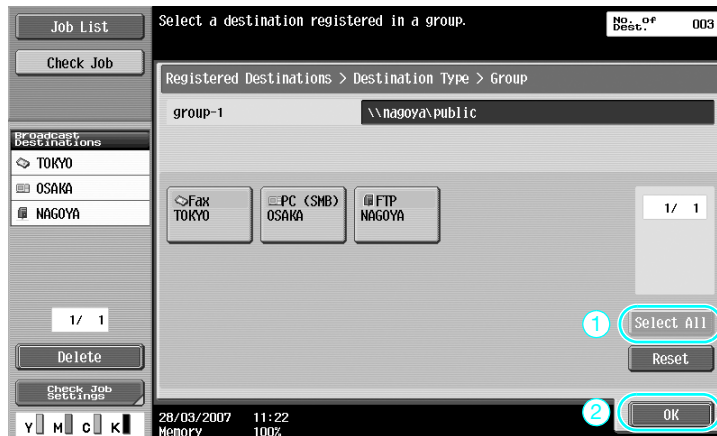 Job List
Check Job
Select a destination registered in a group.
No. of
Dest.
003
Registered Destinations > Destination Type > Group
group-1
\\nagoya\public
Broadcast
Destinations
TOKYO
OSAKA
NAGOYA
Fax
TOKYO
PC (SMB)
OSAKA
FTP
NAGOYA
1/ 1
1/ 1
1
Select All
Delete
Reset
Check Job
Settings
2
OK
Y M C K
28/03/2007 11:22
Memory 100%